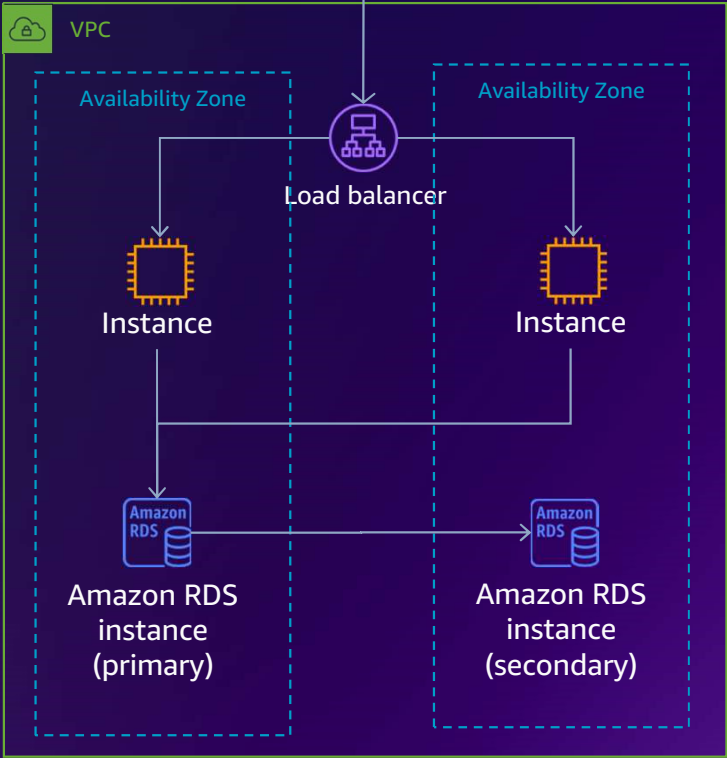 VPC
Availability Zone
Availability Zone
Load balancer
Instance
Instance
Amazon
RDS
Amazon
RDS
Amazon RDS
instance
(primary)
Amazon RDS
instance
(secondary)